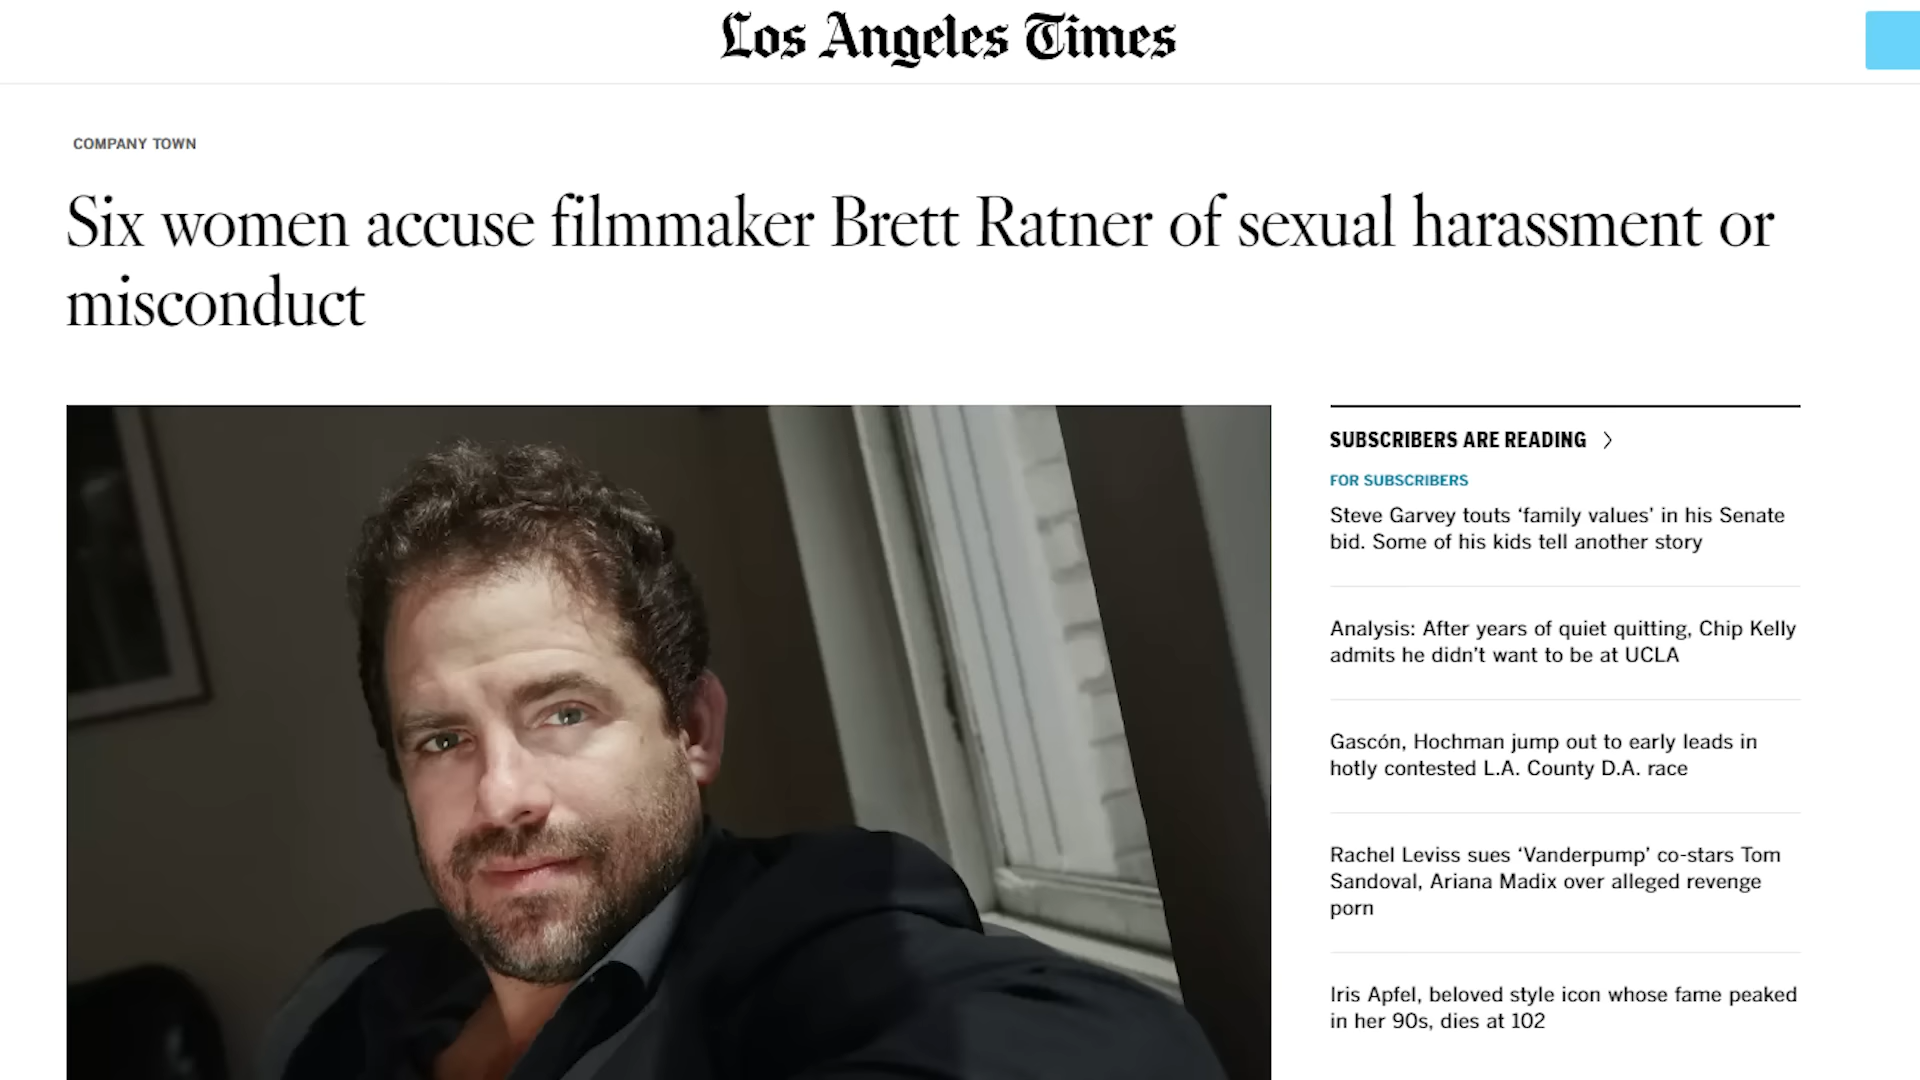 Los Angeles Times
COMPANY TOWN
Six women accuse filmmaker Brett Ratner of sexual harassment or
misconduct
SUBSCRIBERS ARE READING
FOR SUBSCRIBERS
Steve Garvey touts ‘family values’ in his Senate
bid. Some of his kids tell another story
Analysis: After years of quiet quitting, Chip Kelly
admits he didn’t want to be at UCLA
Gascón, Hochman jump out to early leads in
hotly contested L.A. County D.A. race
Rachel Leviss sues ‘Vanderpump’ co-stars Tom
Sandoval, Ariana Madix over alleged revenge
porn
Iris Apfel, beloved style icon whose fame peaked
in her 90s, dies at 102